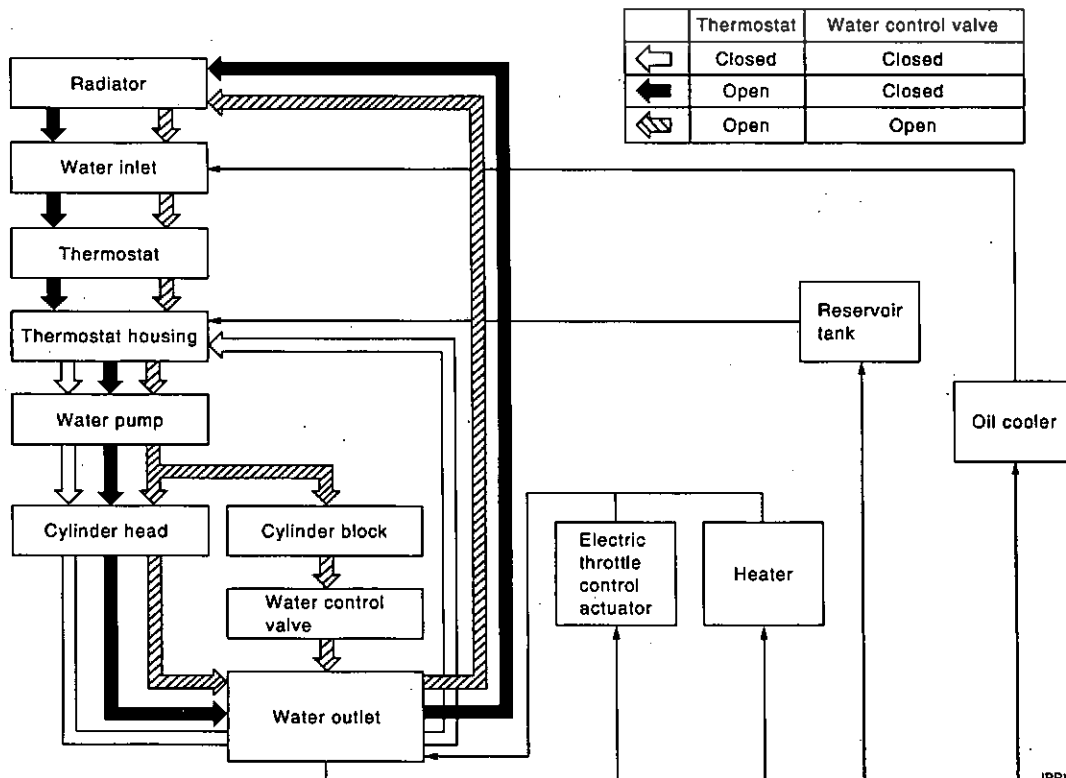 Thermostat Water control valve
Closed Closed
Open Closed
Open Open
Radiator
Water inlet
Thermostat
Thermostat housing
Reservoir
tank
Water pump
Oil cooler
Cylinder head
Cylinder block
Electric
throttle
control
actuator
Heater
Water control
valve
Water outlet